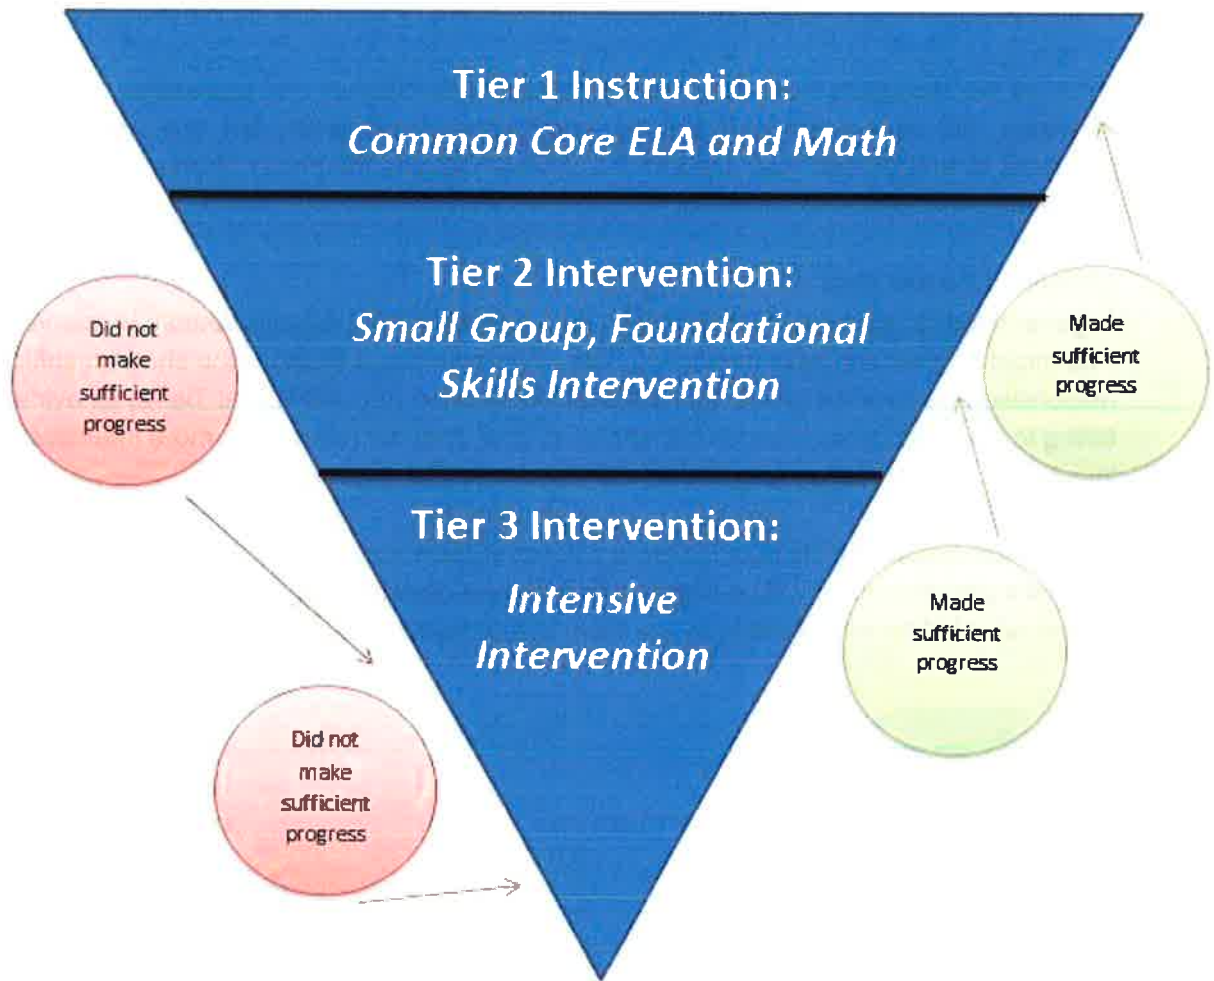 Tier 1 Instruction:
Common Core ELA and Math
Tier 2 Intervention:
Small Group, Foundational
Skills Intervention
Did not
make
sufficient
progress
Made
sufficient
progress
Tier 3 Intervention:
Intensive
Intervention
Made
sufficient
progress
Did not
make
sufficient
progress